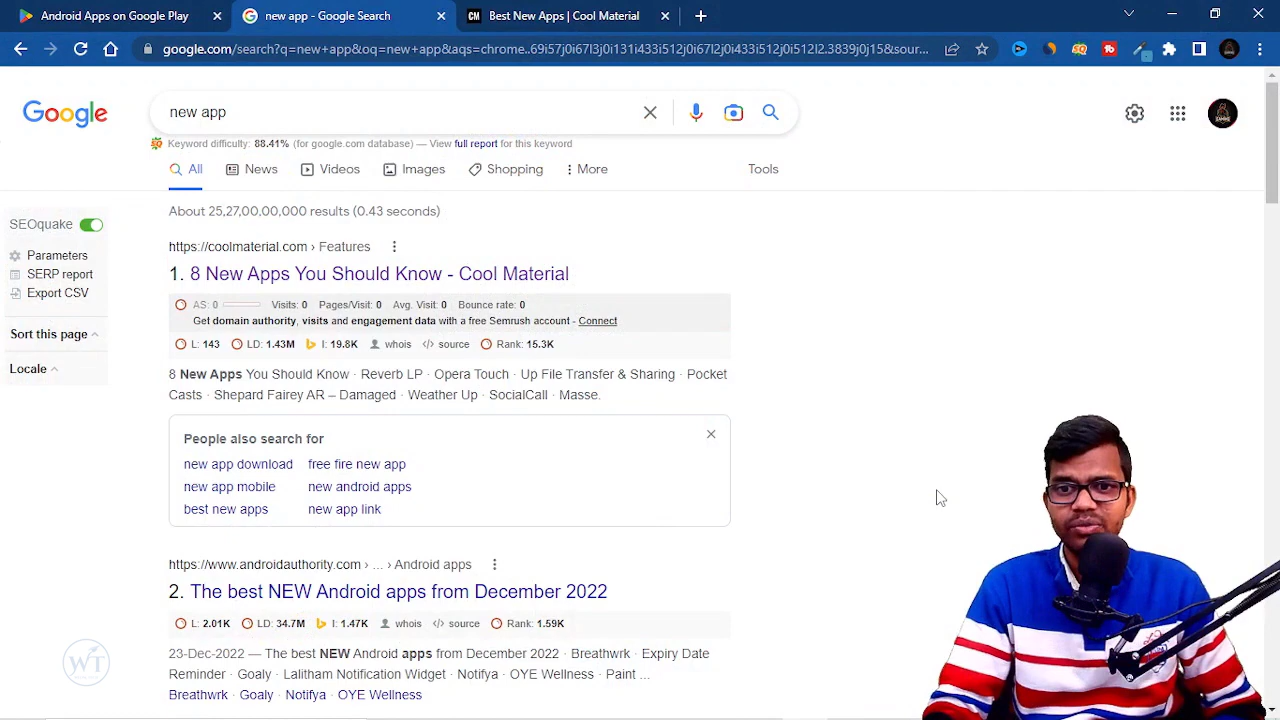 Android Apps on Google Play
new app - Google Search
CM Best New Apps | Cool Material
google.com/search?q=new+app&oq=new+app&aqs=chrome..69i57j0i67l3j0i131i433i512j0i67l2j0i433i512j0i512l2.3839j0j15&sour...
Google
new app
Keyword difficulty: 88.41% (for google.com database) — View full report for this keyword
All
News
Videos
Images
Shopping
More
Tools
About 25,27,00,00,000 results (0.43 seconds)
SEOquake
Parameters
SERP report
Export CSV
Sort this page
Locale
https://coolmaterial.com › Features
1. 8 New Apps You Should Know - Cool Material
AS: 0 Visits: 0 Pages/Visit: 0 Avg. Visit: 0 Bounce rate: 0
Get domain authority, visits and engagement data with a free Semrush account - Connect
L: 143 LD: 1.43M I: 19.8K whois source Rank: 15.3K
8 New Apps You Should Know · Reverb LP · Opera Touch · Up File Transfer & Sharing · Pocket
Casts · Shepard Fairey AR – Damaged · Weather Up · SocialCall · Masse.
People also search for
new app download free fire new app
new app mobile new android apps
best new apps new app link
https://www.androidauthority.com › ... › Android apps
2. The best NEW Android apps from December 2022
L: 2.01K LD: 34.7M I: 1.47K whois source Rank: 1.59K
23-Dec-2022 — The best NEW Android apps from December 2022 · Breathwrk · Expiry Date
Reminder · Goaly · Lalitham Notification Widget · Notifya · OYE Wellness · Paint ...
Breathwrk · Goaly · Notifya · OYE Wellness
WT